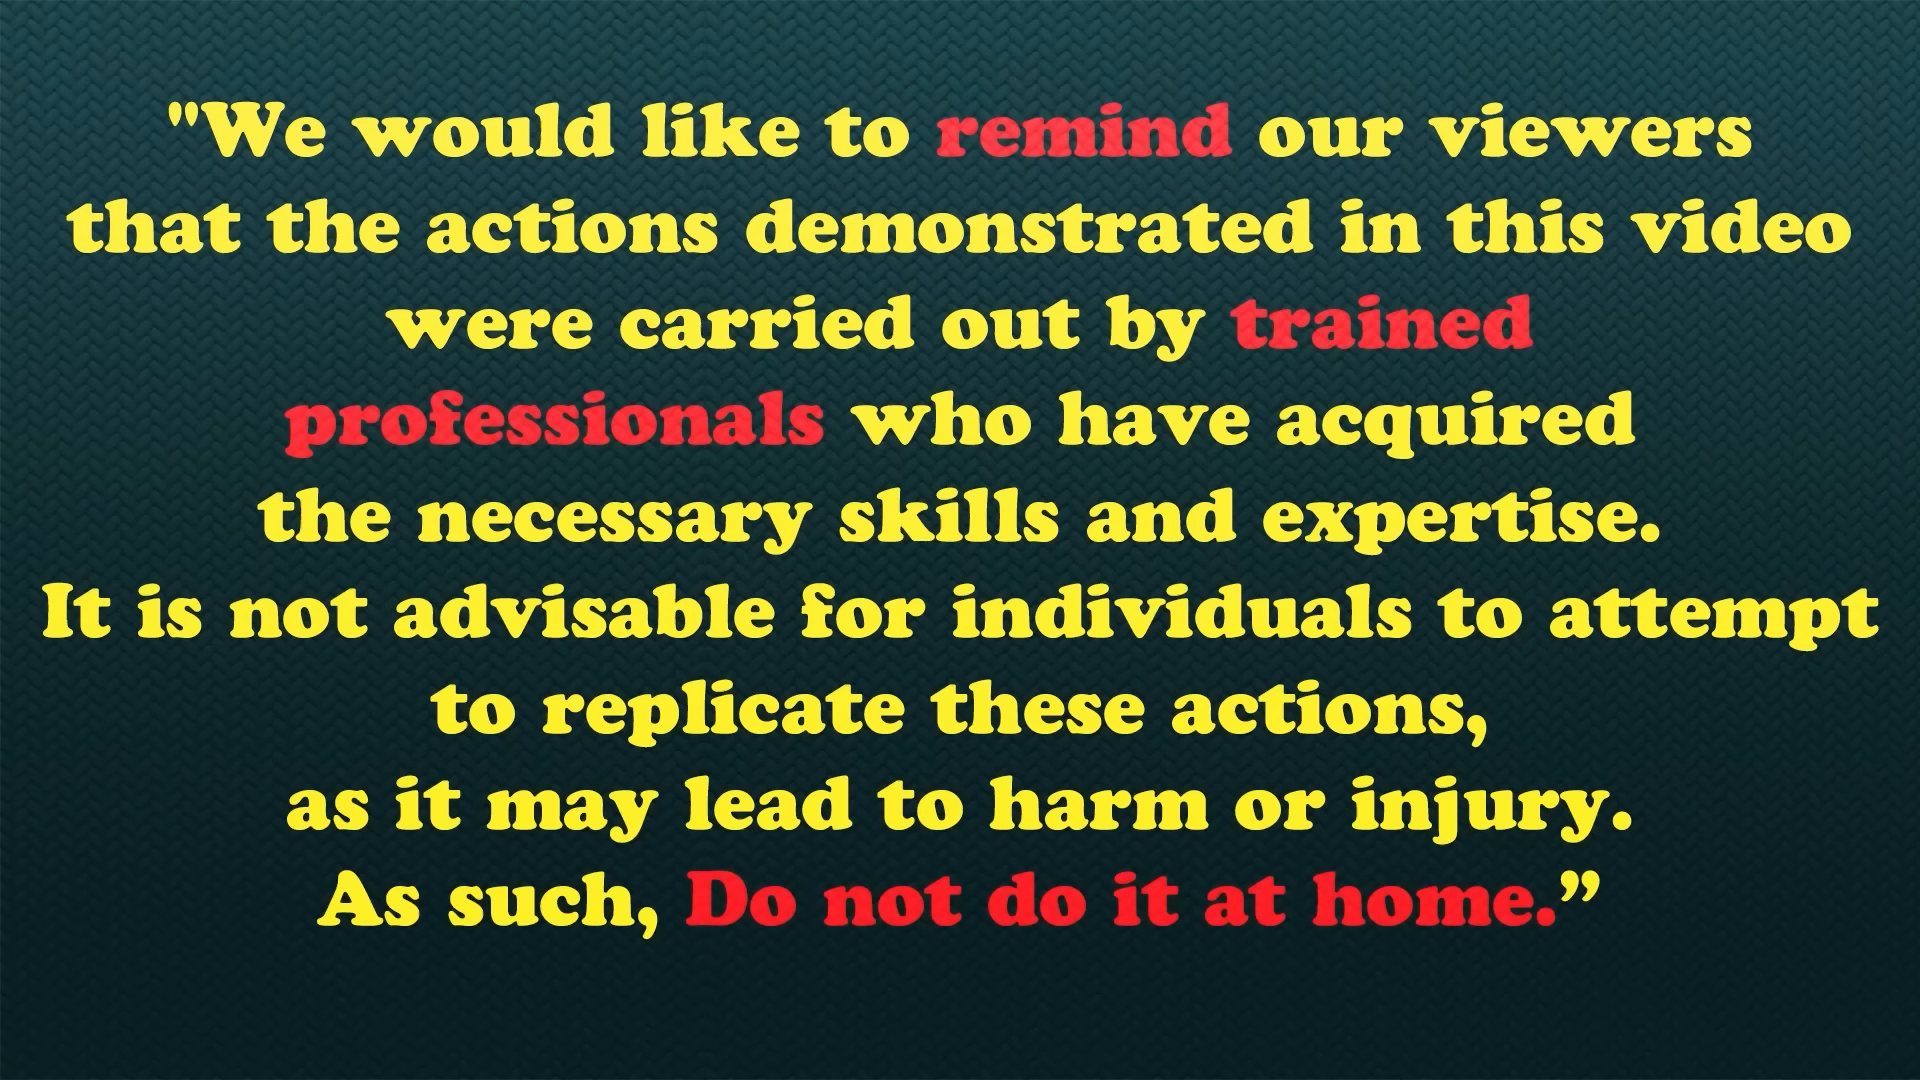 "We would like to remind our viewers
that the actions demonstrated in this video
were carried out by trained
professionals who have acquired
the necessary skills and expertise.
It is not advisable for individuals to attempt
to replicate these actions,
as it may lead to harm or injury.
As such, Do not do it at home.”